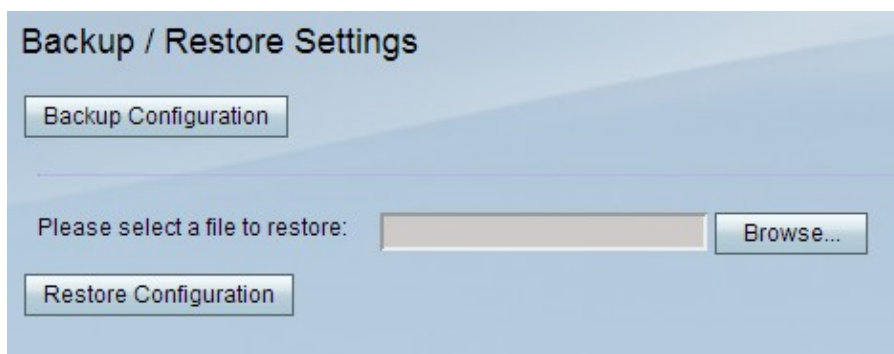 Backup / Restore Settings
Backup Configuration
Please select a file to restore: Browse...
Restore Configuration